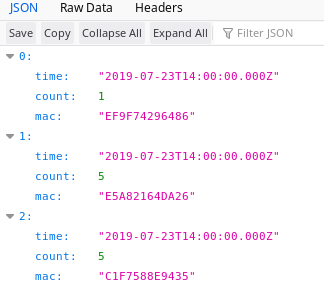 JSON Raw Data Headers
Save Copy Collapse All Expand All Filter JSON
0:
time: "2019-07-23T14:00:00.000Z"
count: 1
mac: "EF9F74296486"
1:
time: "2019-07-23T14:00:00.000Z"
count: 5
mac: "E5A82164DA26"
2:
time: "2019-07-23T14:00:00.000Z"
count: 5
mac: "C1F7588E9435"